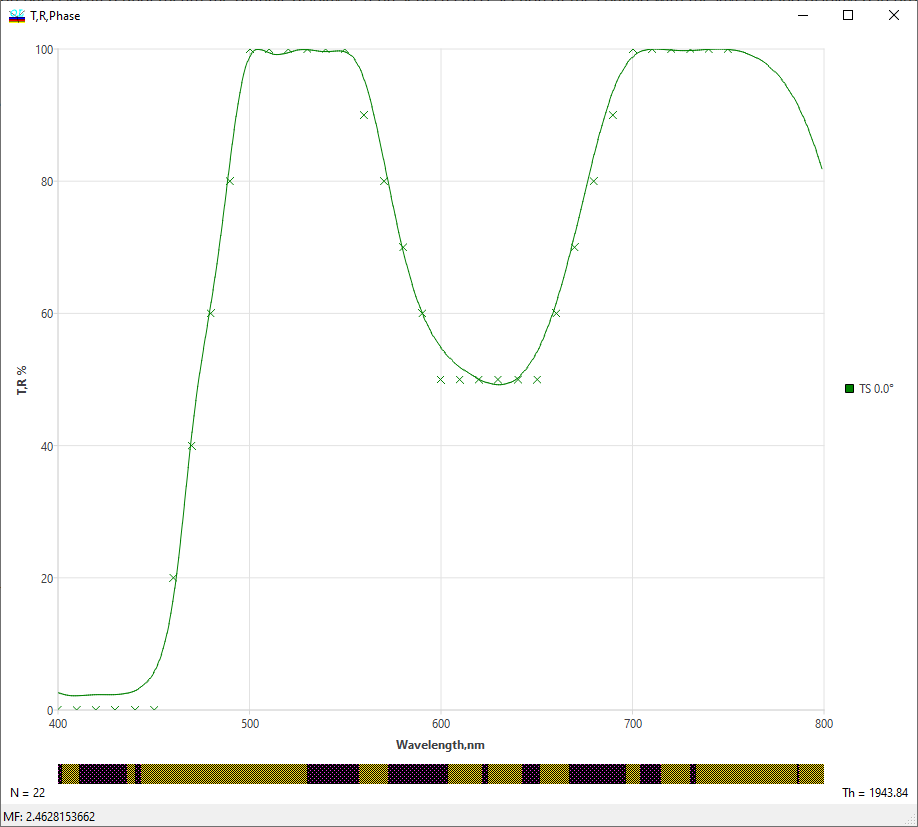 T,R,Phase
100
80
60
40
20
0
T,R %
400 500 600 700 800
Wavelength,nm
TS 0.0°
N = 22
Th = 1943.84
MF: 2.4628153662